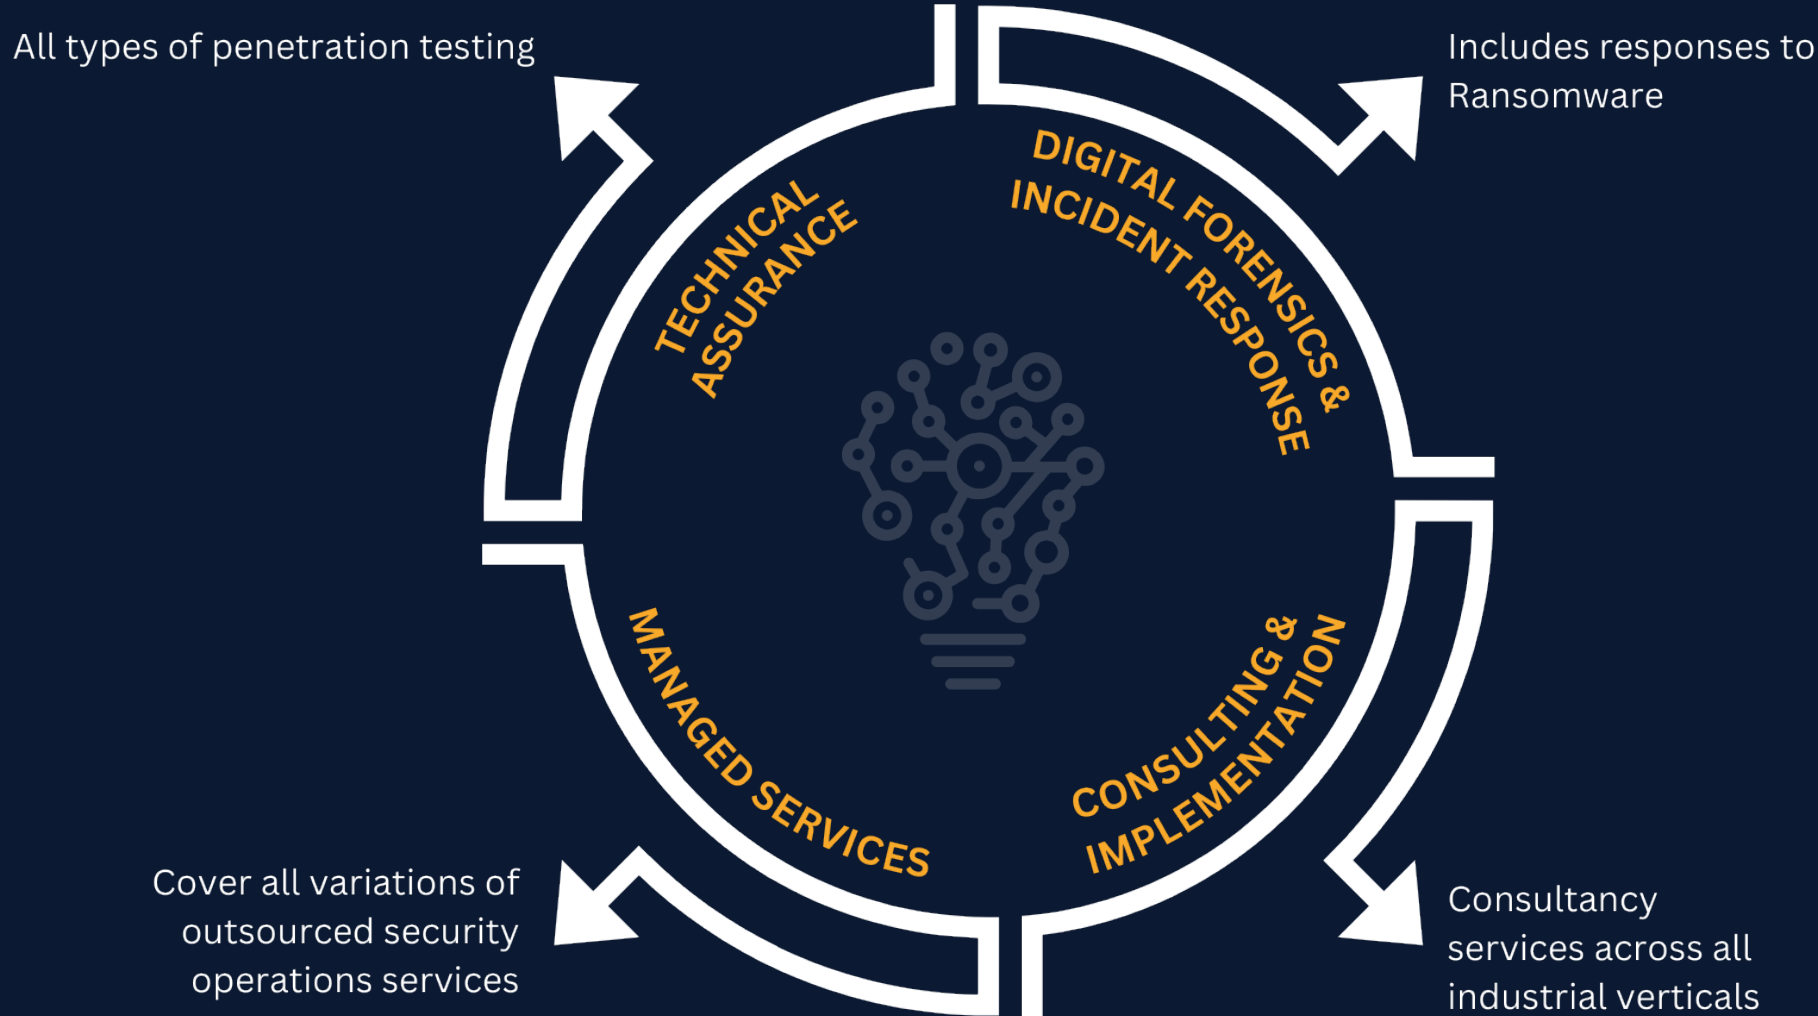 All types of penetration testing
Includes responses to
Ransomware
TECHNICAL
ASSURANCE
DIGITAL FORENSICS &
INCIDENT RESPONSE
MANAGED SERVICES
CONSULTING &
IMPLEMENTATION
Cover all variations of
outsourced security
operations services
Consultancy
services across all
industrial verticals